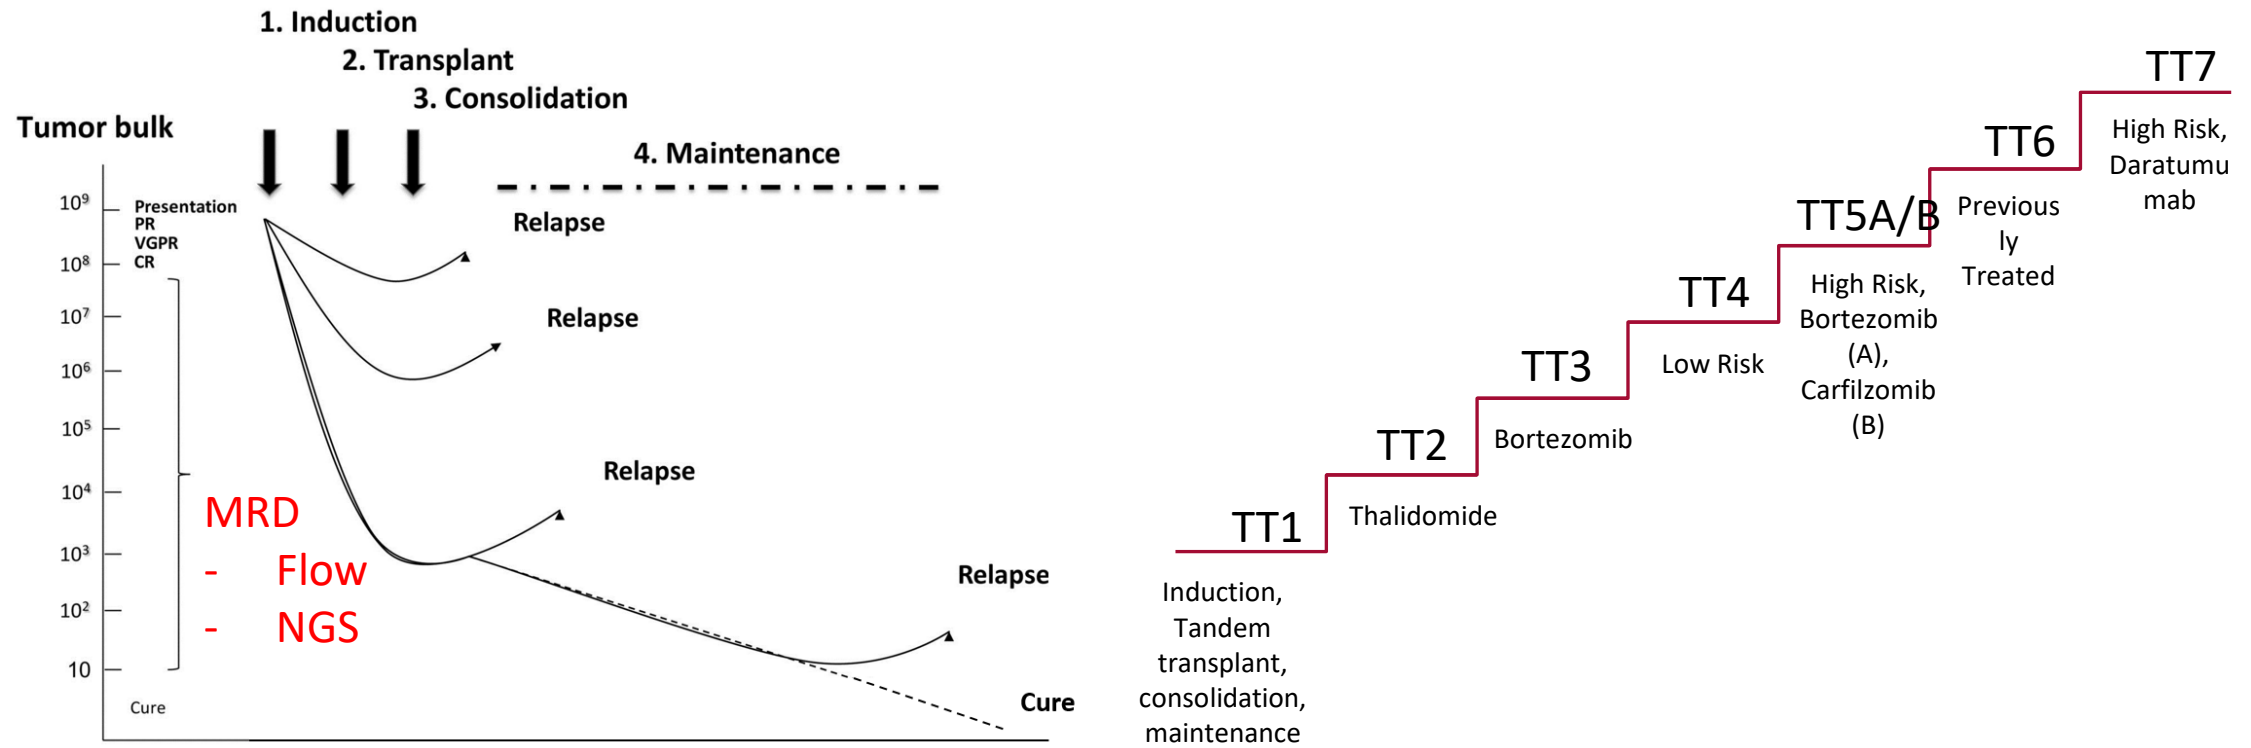 1. Induction
2. Transplant
3. Consolidation
Tumor bulk
4. Maintenance
10⁹
Presentation
PR
VGPR
CR
10⁸
10⁷
10⁶
10⁵
10⁴
10³
10²
10
Cure
MRD
- Flow
- NGS
Relapse
Relapse
Relapse
Relapse
Cure
TT1
Induction,
Tandem
transplant,
consolidation,
maintenance
TT2
Thalidomide
TT3
Bortezomib
TT4
Low Risk
TT5A/B
High Risk,
Bortezomib
(A),
Carfilzomib
(B)
TT6
Previous
ly
Treated
TT7
High Risk,
Daratumu
mab